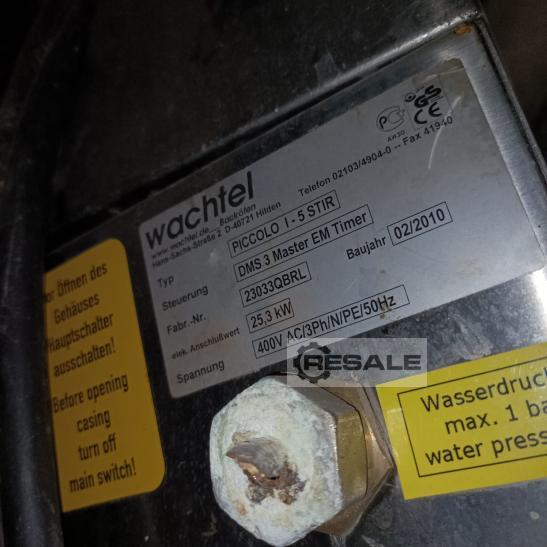 wachtel
www.wachtel.de Backöfen
Hans-Sachs-Straße 2 D-40721 Hilden
Telefon 02103/4904-0 -- Fax 41940
Typ PICCOLO I - 5 STIR
Steuerung DMS 3 Master EM Timer
Fabr.-Nr. 23033QBRL Baujahr 02/2010
elek. Anschlußwert 25,3 kW
Spannung 400V AC/3Ph/N/PE/50Hz
GS
CE
Öffnen des
Gehäuses
Hauptschalter
ausschalten!
Before opening
casing
turn off
main switch!
RESALE
Wasserdruck
max. 1 ba
water press